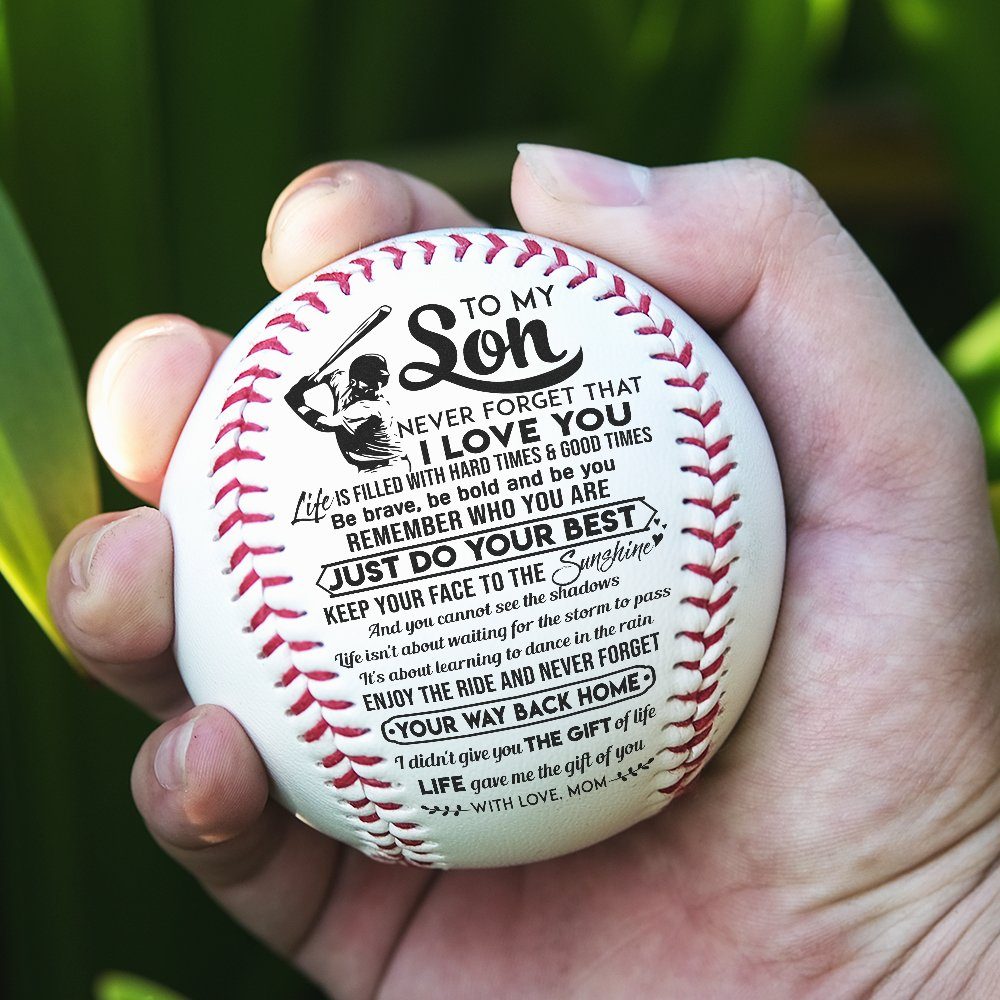 TO MY
Son
NEVER FORGET THAT
I LOVE YOU
Life IS FILLED WITH HARD TIMES & GOOD TIMES
Be brave, be bold and be you
REMEMBER WHO YOU ARE
JUST DO YOUR BEST
KEEP YOUR FACE TO THE Sunshine
And you cannot see the shadows
Life isn't about waiting for the storm to pass
It's about learning to dance in the rain
ENJOY THE RIDE AND NEVER FORGET
•YOUR WAY BACK HOME•
I didn't give you THE GIFT of life
LIFE gave me the gift of you
WITH LOVE, MOM